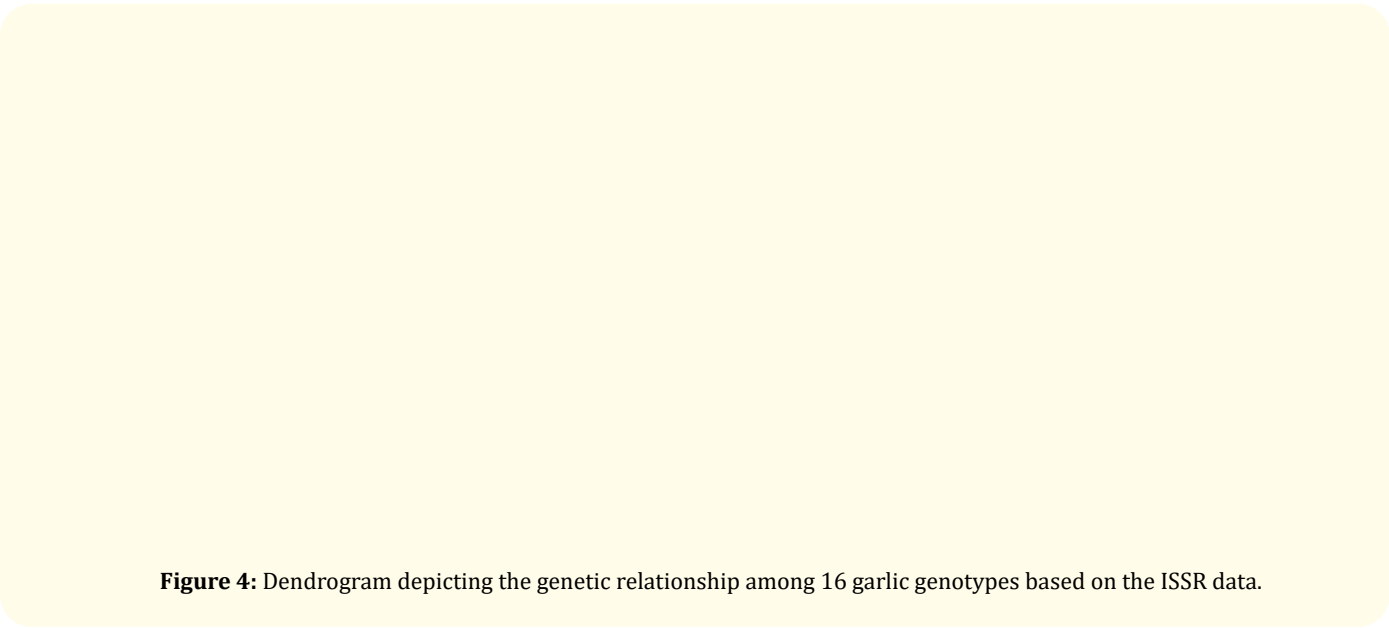 Figure 4: Dendrogram depicting the genetic relationship among 16 garlic genotypes based on the ISSR data.